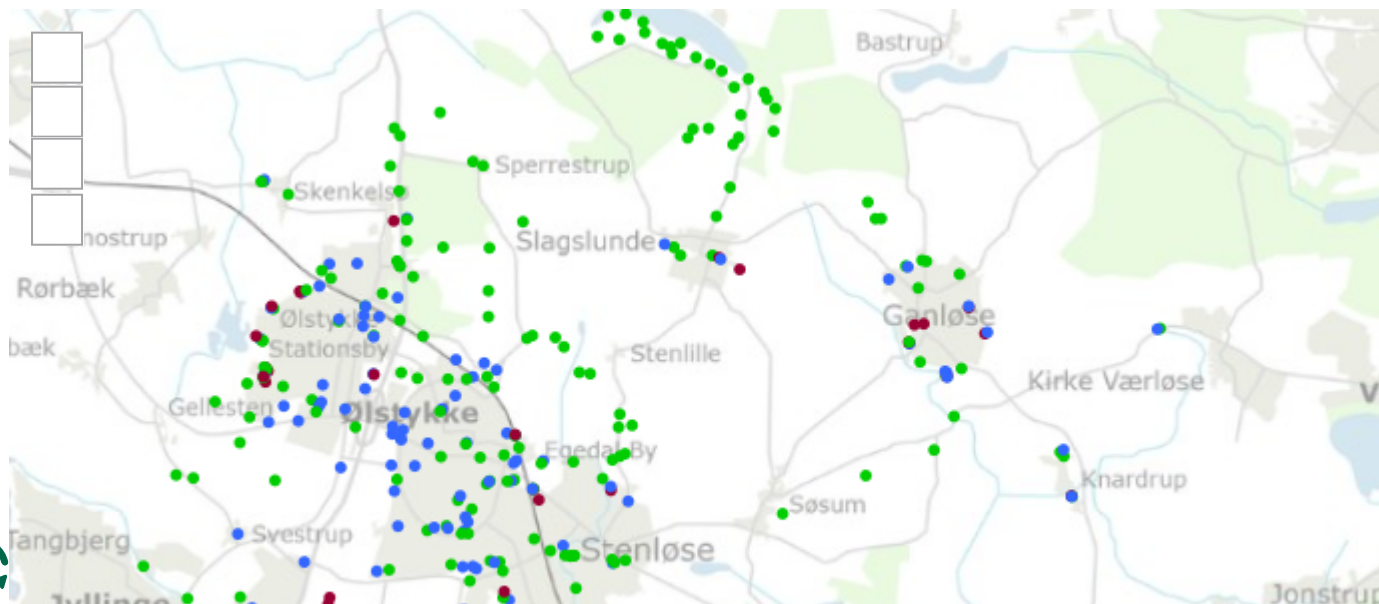 Bastrup
Sperrestrup
Skenkelsø
nostrup
Slagslunde
Rørbæk
Ganløse
Ølstykke
Stationsby
bæk
Stenlille
Kirke Værløse
V
Gellesten
Ølstykke
Egedal By
Knardrup
Søsum
Svestrup
Tangbjerg
Stenløse
Jyllinge
Jonstrup